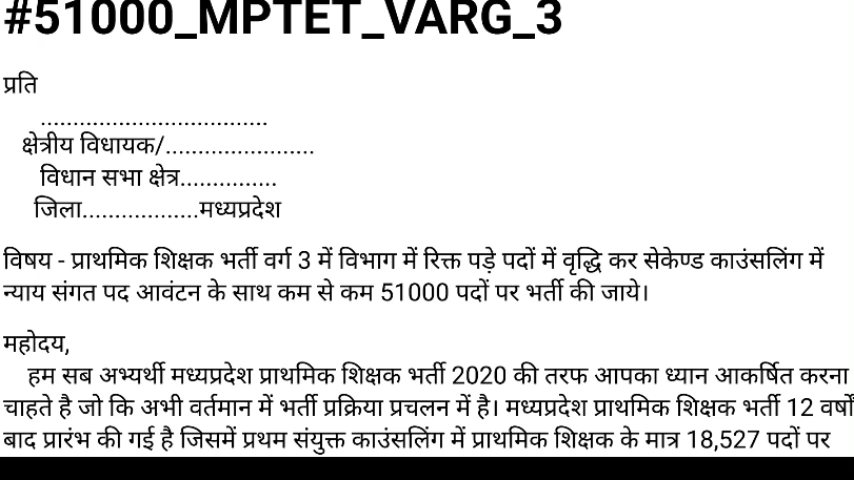 #51000_MPTET_VARG_3
प्रति
...................................
क्षेत्रीय विधायक/.......................
विधान सभा क्षेत्र...............
जिला..................मध्यप्रदेश
विषय - प्राथमिक शिक्षक भर्ती वर्ग 3 में विभाग में रिक्त पड़े पदों में वृद्धि कर सेकेण्ड काउंसलिंग में
न्याय संगत पद आवंटन के साथ कम से कम 51000 पदों पर भर्ती की जाये।
महोदय,
हम सब अभ्यर्थी मध्यप्रदेश प्राथमिक शिक्षक भर्ती 2020 की तरफ आपका ध्यान आकर्षित करना
चाहते है जो कि अभी वर्तमान में भर्ती प्रक्रिया प्रचलन में है। मध्यप्रदेश प्राथमिक शिक्षक भर्ती 12 वर्षों
बाद प्रारंभ की गई है जिसमें प्रथम संयुक्त काउंसलिंग में प्राथमिक शिक्षक के मात्र 18,527 पदों पर